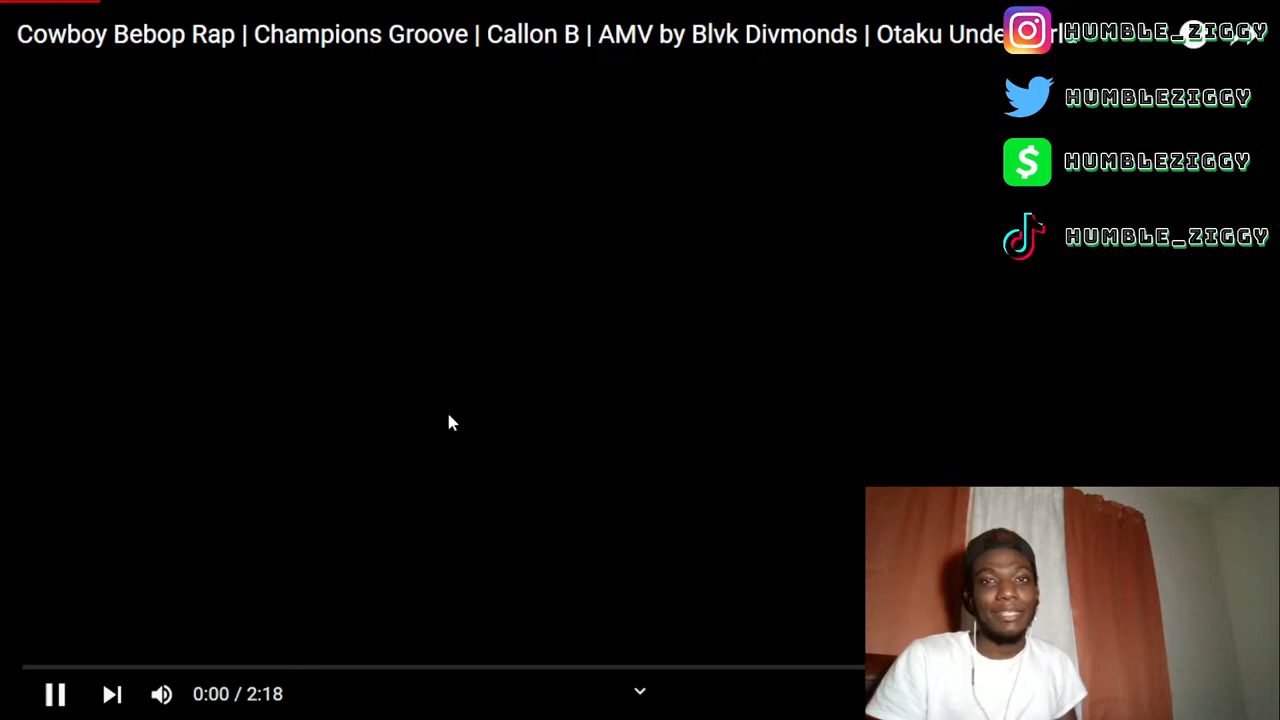 Cowboy Bebop Rap | Champions Groove | Callon B | AMV by Blvk Divmonds | Otaku
HUMBLE_ZIGGY
HUMBLEZIGGY
$ HUMBLEZIGGY
HUMBLE_ZIGGY
0:00 / 2:18